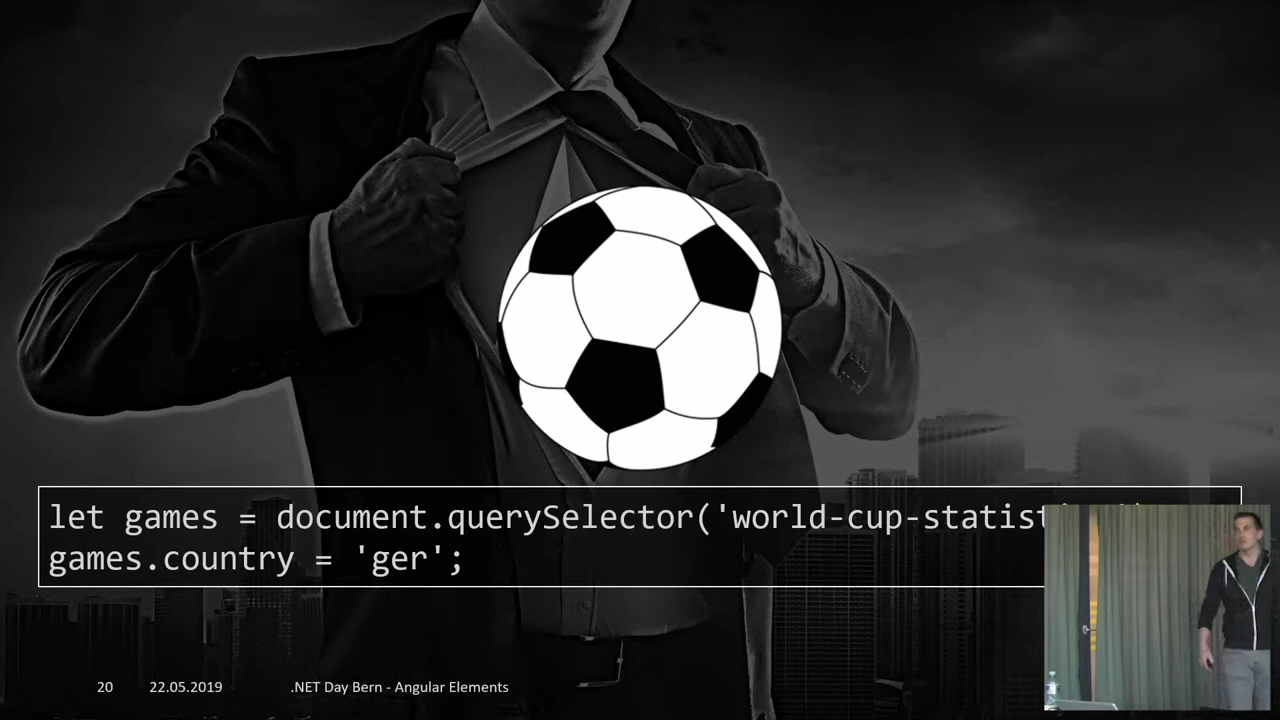 let games = document.querySelector('world-cup-statist
games.country = 'ger';
20 22.05.2019 .NET Day Bern - Angular Elements